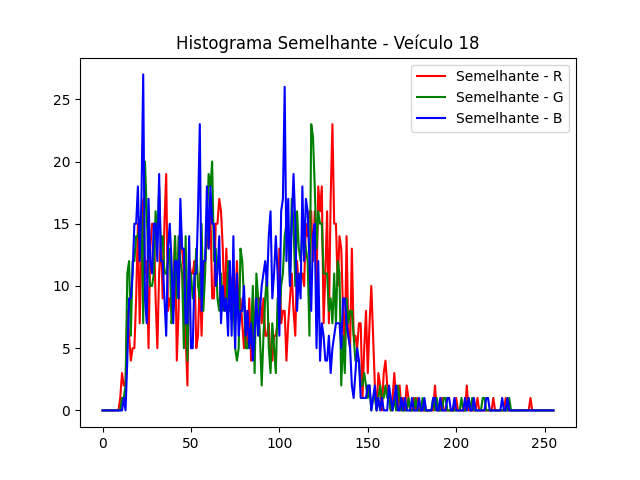 Histograma Semelhante - Veículo 18
Semelhante - R
Semelhante - G
Semelhante - B
25
20
15
10
5
0
0 50 100 150 200 250